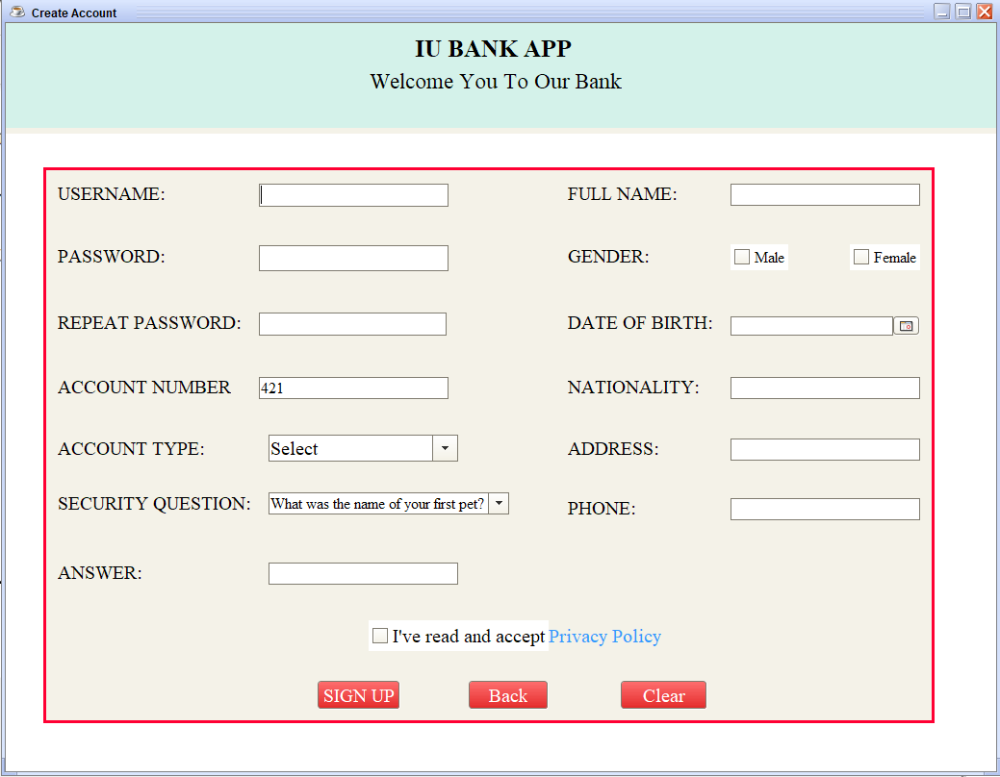 Create Account
IU BANK APP
Welcome You To Our Bank
USERNAME:
FULL NAME:
PASSWORD:
GENDER:
Male
Female
REPEAT PASSWORD:
DATE OF BIRTH:
ACCOUNT NUMBER
421
NATIONALITY:
ACCOUNT TYPE:
Select
ADDRESS:
SECURITY QUESTION:
What was the name of your first pet?
PHONE:
ANSWER:
I've read and accept Privacy Policy
SIGN UP
Back
Clear